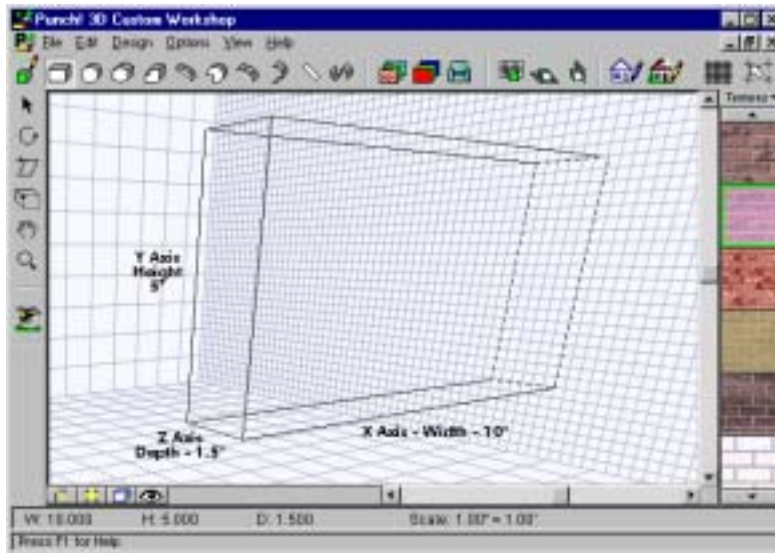 Punch! 3D Custom Workshop
File Edit Design Options View Help
Textures
Y Axis
Height
5"
Z Axis
Depth - 1.5"
X Axis - Width - 10"
W: 10.000 H: 5.000 D: 1.500 Scale: 1.00" = 1.00"
Press F1 for Help